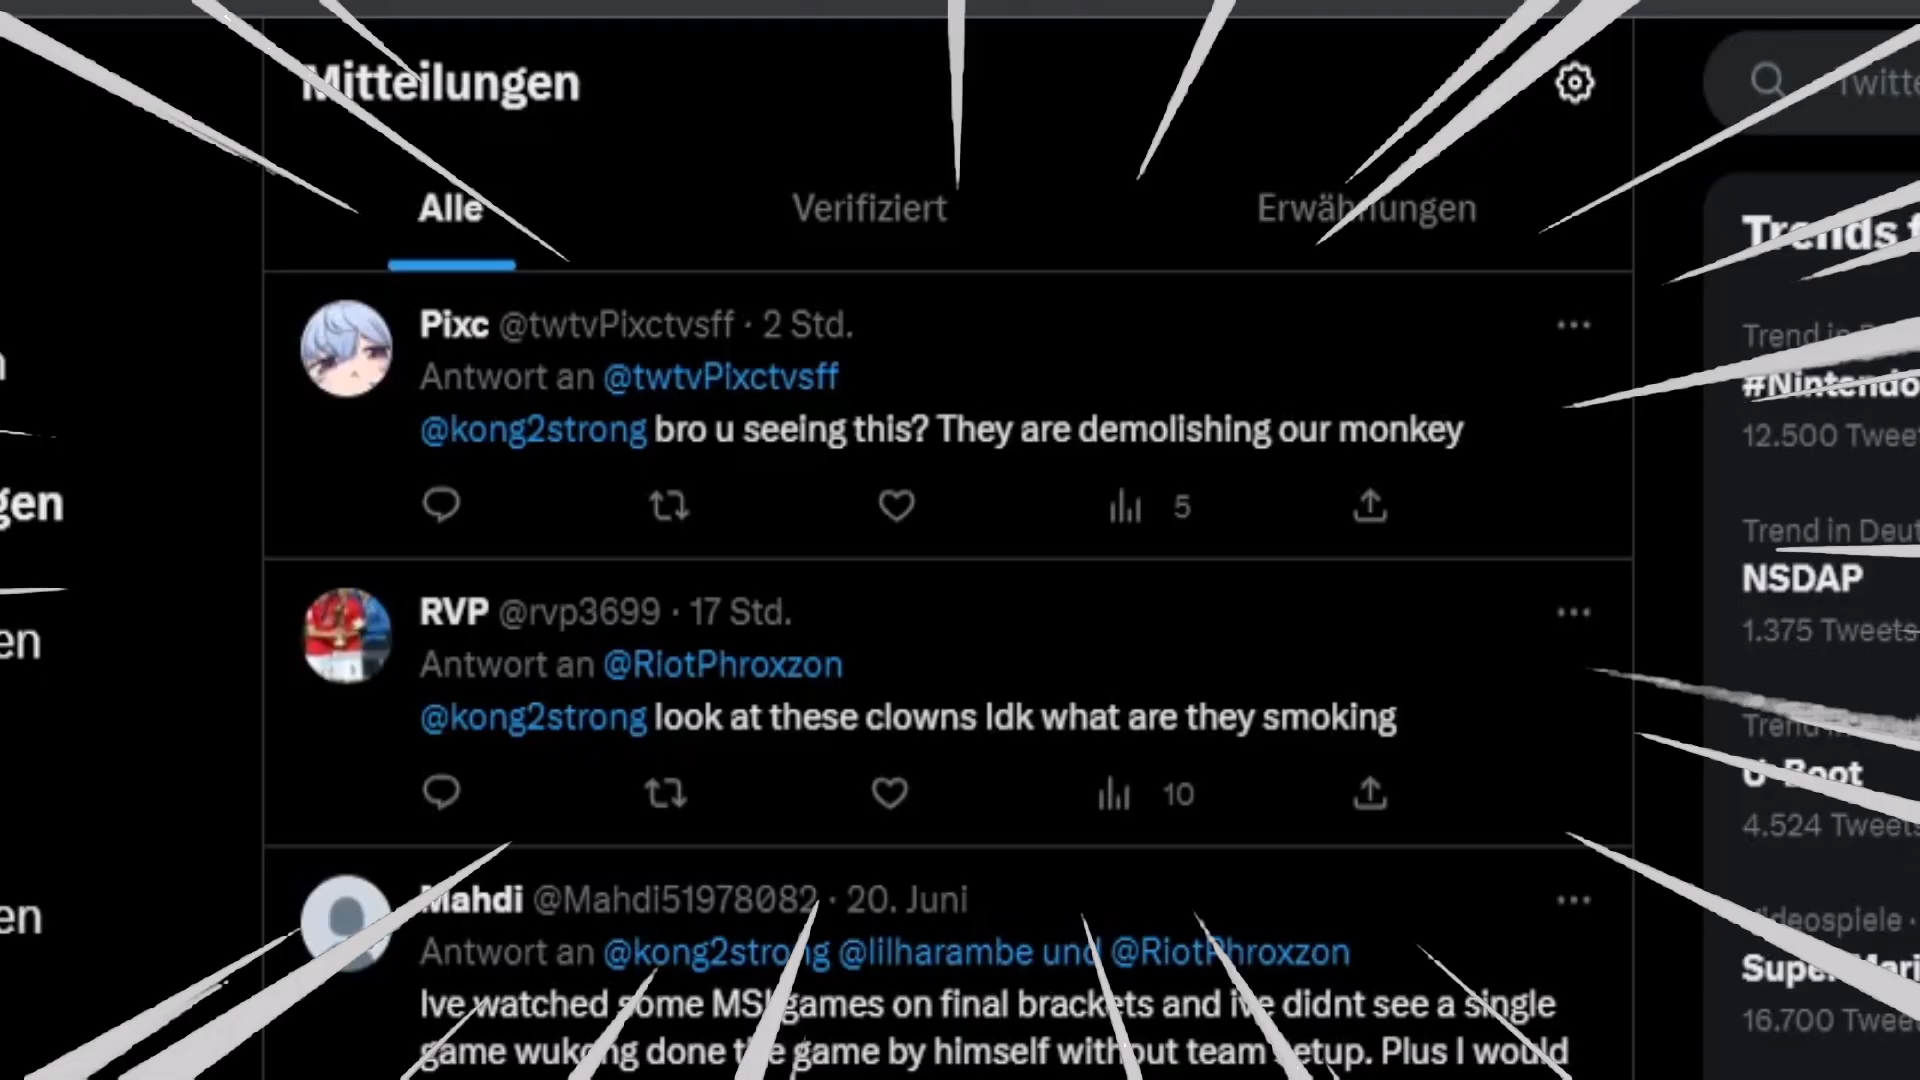 Mitteilungen
Alle
Verifiziert
Erwähnungen
Pixc @twtvPixctvsff · 2 Std.
Antwort an @twtvPixctvsff
@kong2strong bro u seeing this? They are demolishing our monkey
5
RVP @rvp3699 · 17 Std.
Antwort an @RiotPhroxzon
@kong2strong look at these clowns Idk what are they smoking
10
Mahdi @Mahdi51978082 · 20. Juni
Antwort an @kong2strong @lilharambe und @RiotPhroxzon
Ive watched some MSI games on final brackets and ive didnt see a single
game wukong done the game by himself without team setup. Plus I would
gen
en
en
Twitte
Trends f
Trend in
#Nintendo
12.500 Tweet
Trend in Deut
NSDAP
1.375 Tweets
Trend
U-Boot
4.524 Tweets
Videospiele ·
Super Mari
16.700 Tweet